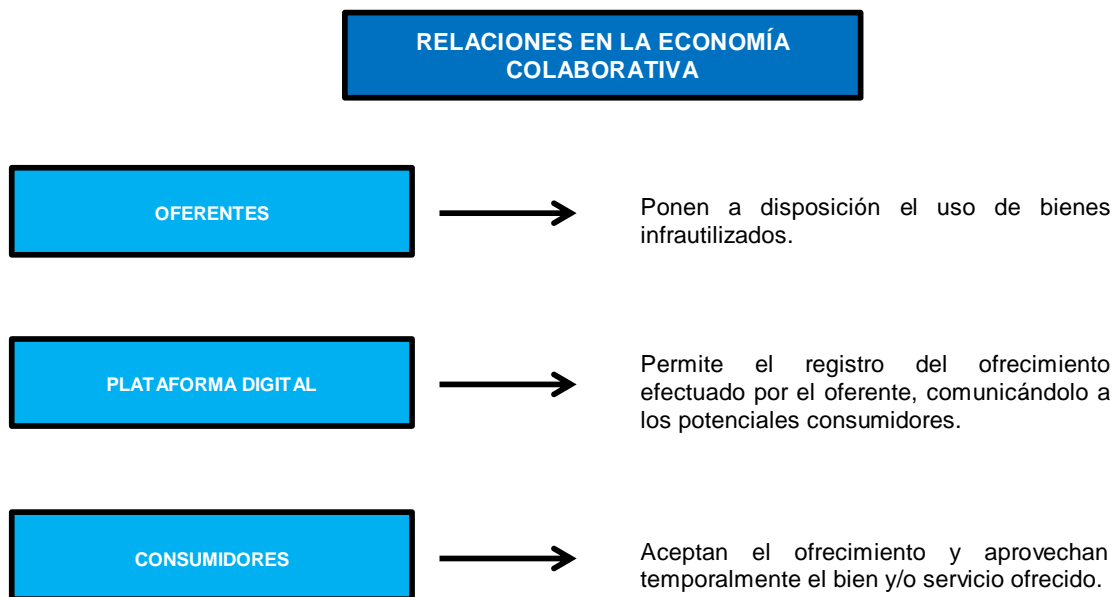 RELACIONES EN LA ECONOMÍA
COLABORATIVA
OFERENTES
Ponen a disposición el uso de bienes
infrautilizados.
PLATAFORMA DIGITAL
Permite el registro del ofrecimiento
efectuado por el oferente, comunicándolo a
los potenciales consumidores.
CONSUMIDORES
Aceptan el ofrecimiento y aprovechan
temporalmente el bien y/o servicio ofrecido.